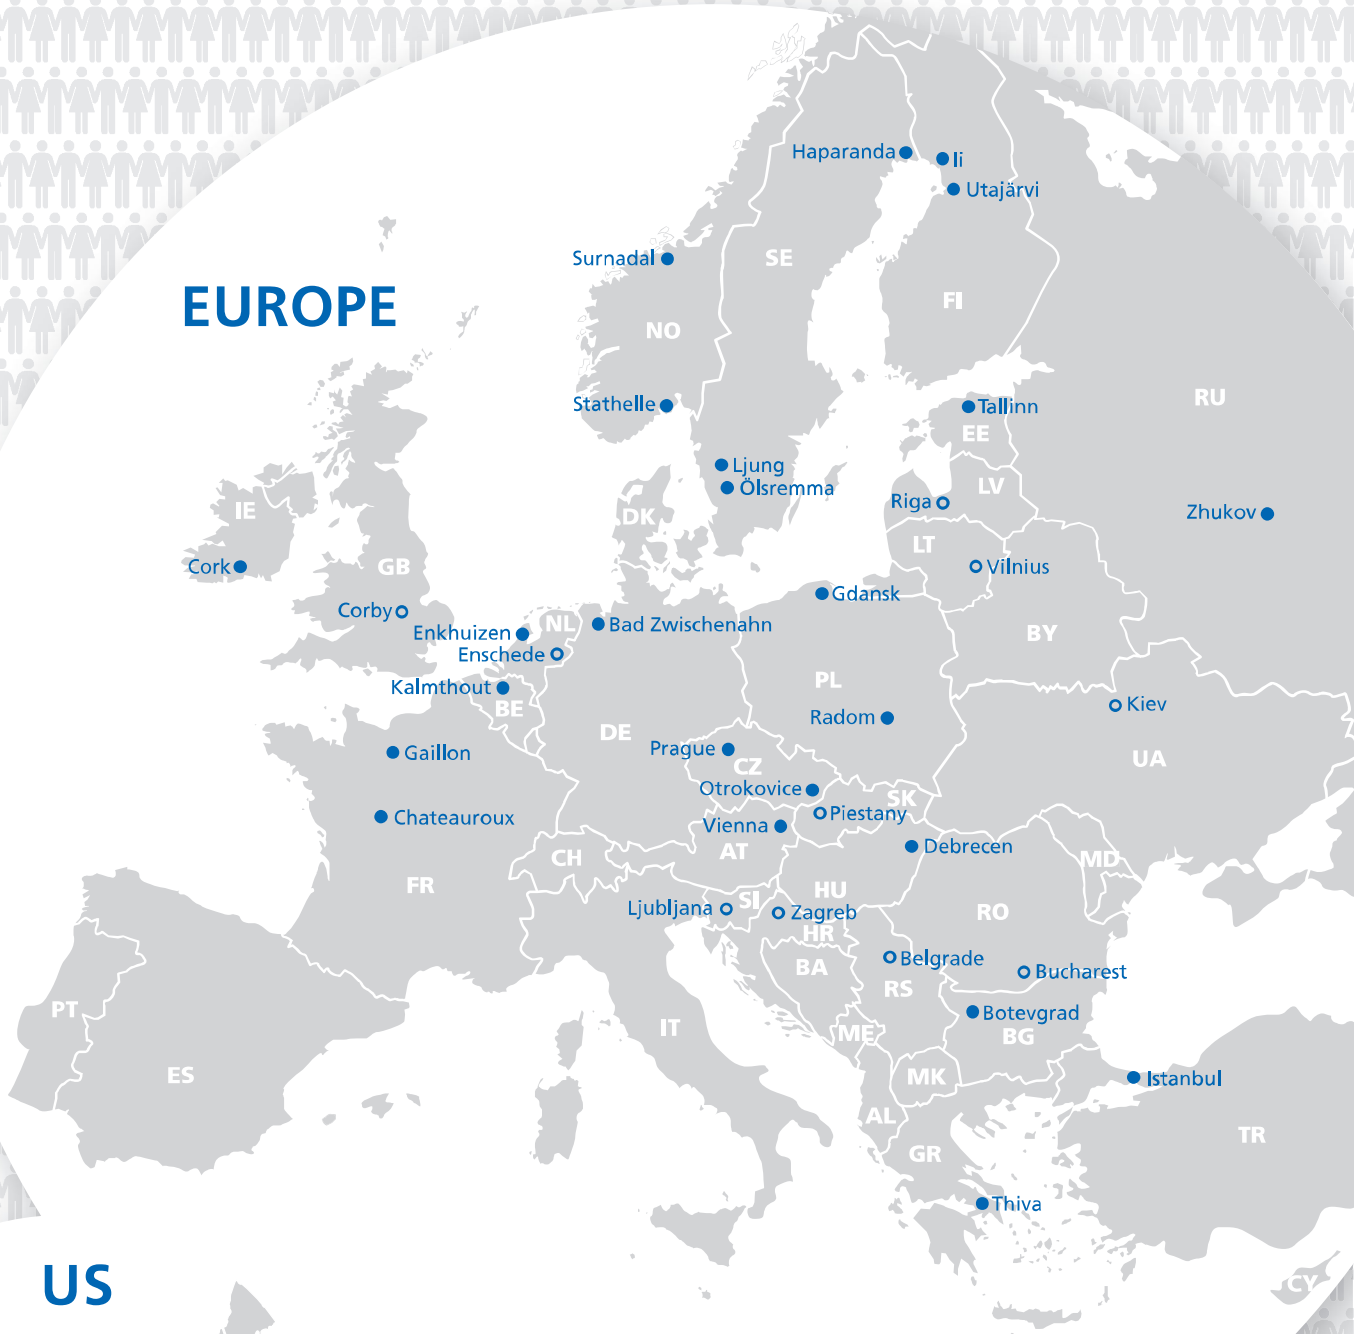 Haparanda
Ii
Utajärvi
Surnadal
SE
EUROPE
FI
NO
RU
Stathelle
Tallinn
EE
Ljung
Ölsremma
LV
Riga
IE
DK
Zhukov
LT
Cork
GB
Vilnius
Gdansk
Corby
NL
Bad Zwischenahn
Enkhuizen
BY
Enschede
PL
Kalmthout
BE
Kiev
Radom
DE
Prague
Gaillon
CZ
UA
Otrokovice
SK
Piestany
Chateauroux
Vienna
Debrecen
AT
CH
MD
FR
HU
SI
Ljubljana
Zagreb
RO
HR
Belgrade
BA
Bucharest
RS
PT
Botevgrad
IT
ME
BG
ES
MK
Istanbul
AL
TR
GR
Thiva
US
CY